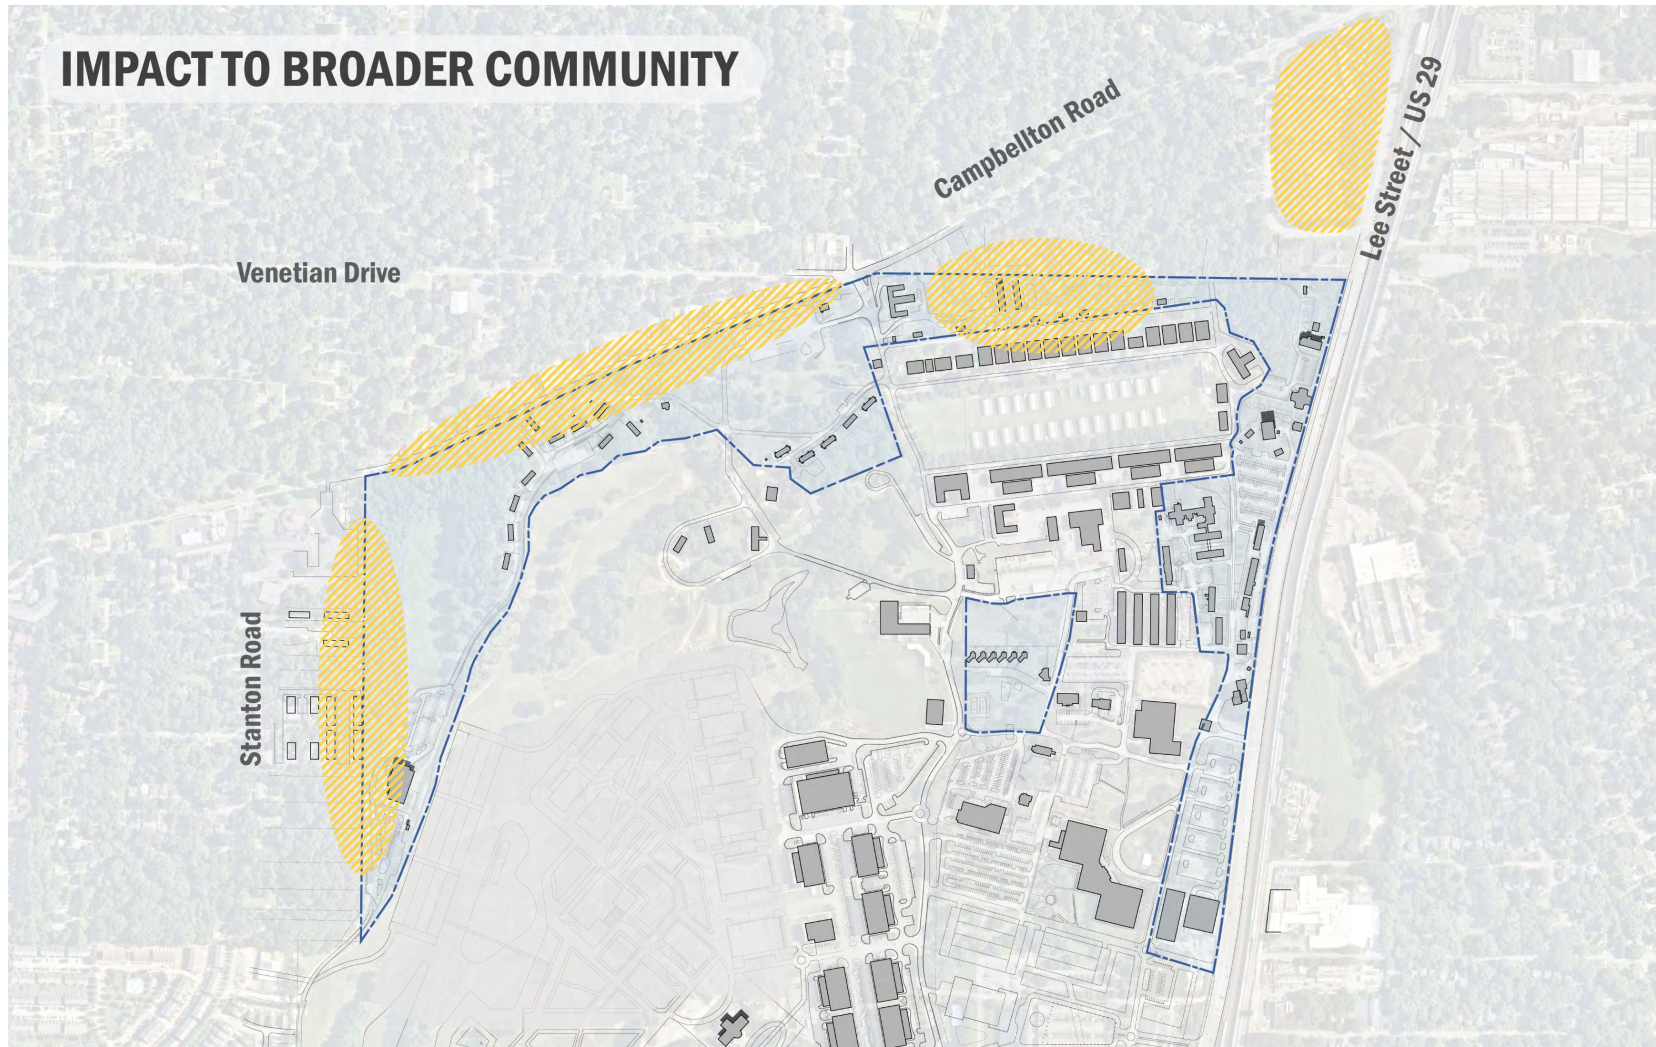 IMPACT TO BROADER COMMUNITY
Campbellton Road
Lee Street / US 29
Venetian Drive
Stanton Road